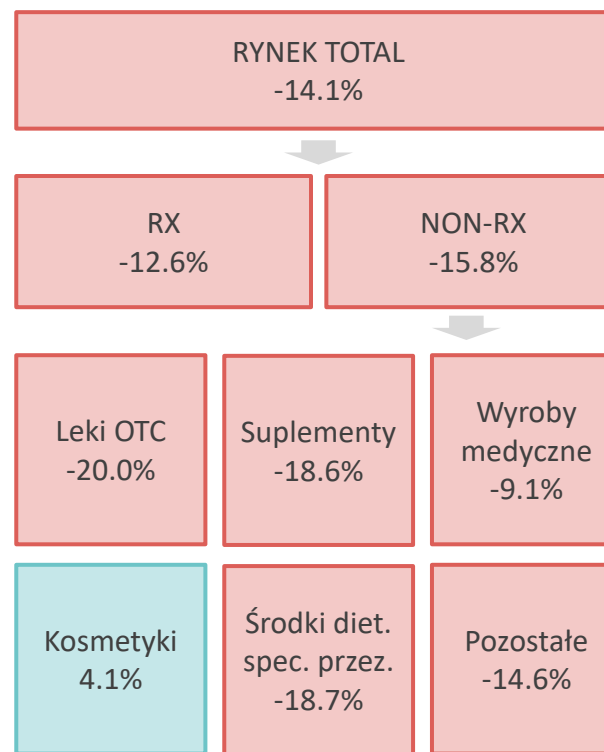 RYNEK TOTAL
-14.1%
RX
-12.6%
NON-RX
-15.8%
Leki OTC
-20.0%
Suplementy
-18.6%
Wyroby
medyczne
-9.1%
Kosmetyki
4.1%
Środki diet.
spec. przez.
-18.7%
Pozostałe
-14.6%